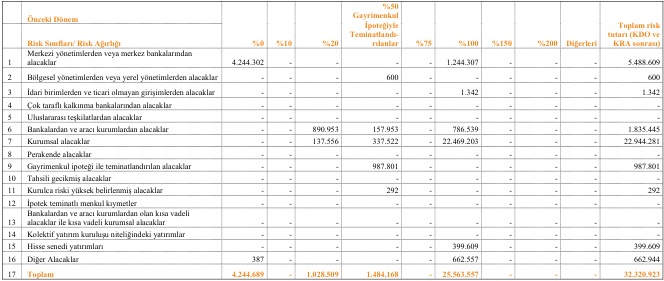 Önceki Dönem
Risk Sınıfları/ Risk Ağırlığı %0 %10 %20 %50 Gayrimenkul İpoteğiyle Teminatlandı-rılanlar %75 %100 %150 %200 Diğerleri Toplam risk tutarı (KDO ve KRA sonrası)
1 Merkezi yönetimlerden veya merkez bankalarından alacaklar 4.244.302 - - - - 1.244.307 - - - 5.488.609
2 Bölgesel yönetimlerden veya yerel yönetimlerden alacaklar - - - 600 - - - - - 600
3 İdari birimlerden ve ticari olmayan girişimlerden alacaklar - - - - - 1.342 - - - 1.342
4 Çok taraflı kalkınma bankalarından alacaklar - - - - - - - - - -
5 Uluslararası teşkilatlardan alacaklar - - - - - - - - - -
6 Bankalardan ve aracı kurumlardan alacaklar - - 890.953 157.953 - 786.539 - - - 1.835.445
7 Kurumsal alacaklar - - 137.556 337.522 - 22.469.203 - - - 22.944.281
8 Perakende alacaklar - - - - - - - - - -
9 Gayrimenkul ipoteği ile teminatlandırılan alacaklar - - - 987.801 - - - - - 987.801
10 Tahsili gecikmiş alacaklar - - - - - - - - - -
11 Kurulca riski yüksek belirlenmiş alacaklar - - - 292 - - - - - 292
12 İpotek teminatlı menkul kıymetler - - - - - - - - - -
13 Bankalardan ve aracı kurumlardan olan kısa vadeli alacaklar ile kısa vadeli kurumsal alacaklar - - - - - - - - - -
14 Kolektif yatırım kuruluşu niteliğindeki yatırımlar - - - - - - - - - -
15 Hisse senedi yatırımları - - - - - 399.609 - - - 399.609
16 Diğer Alacaklar 387 - - - - 662.557 - - - 662.944
17 Toplam 4.244.689 - 1.028.509 1.484.168 - 25.563.557 - - - 32.320.923